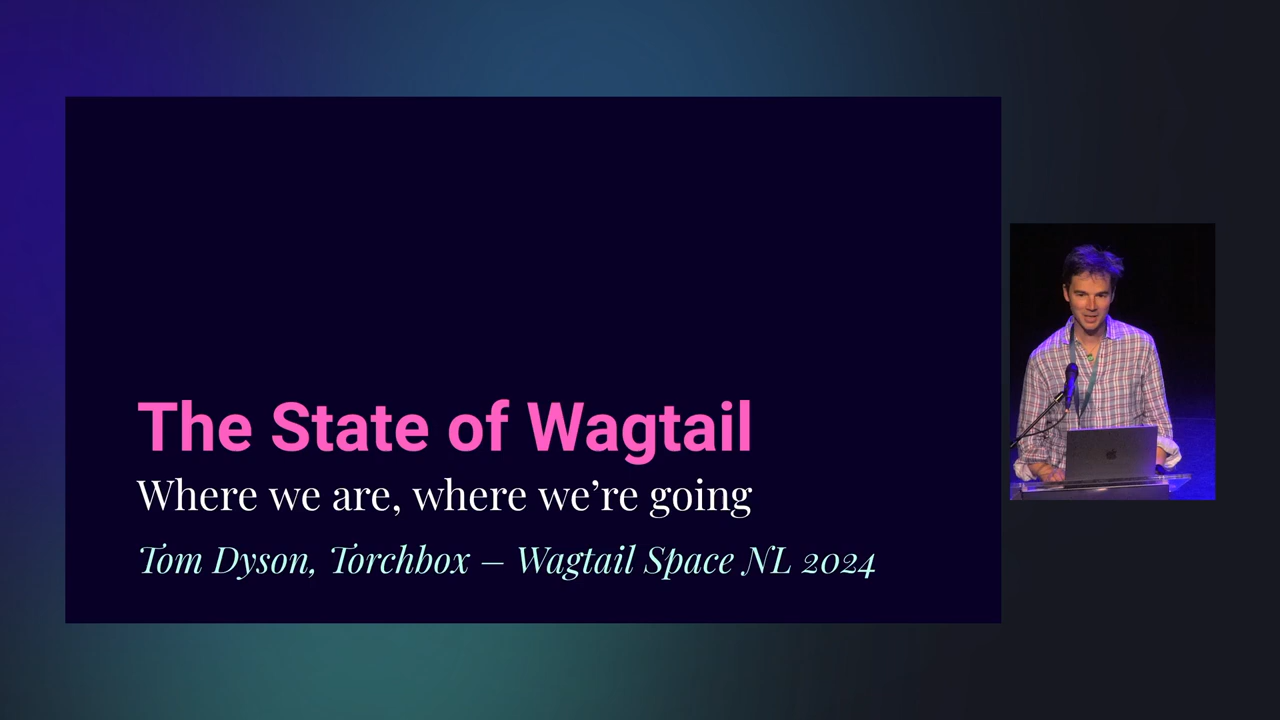 The State of Wagtail
Where we are, where we’re going
Tom Dyson, Torchbox – Wagtail Space NL 2024